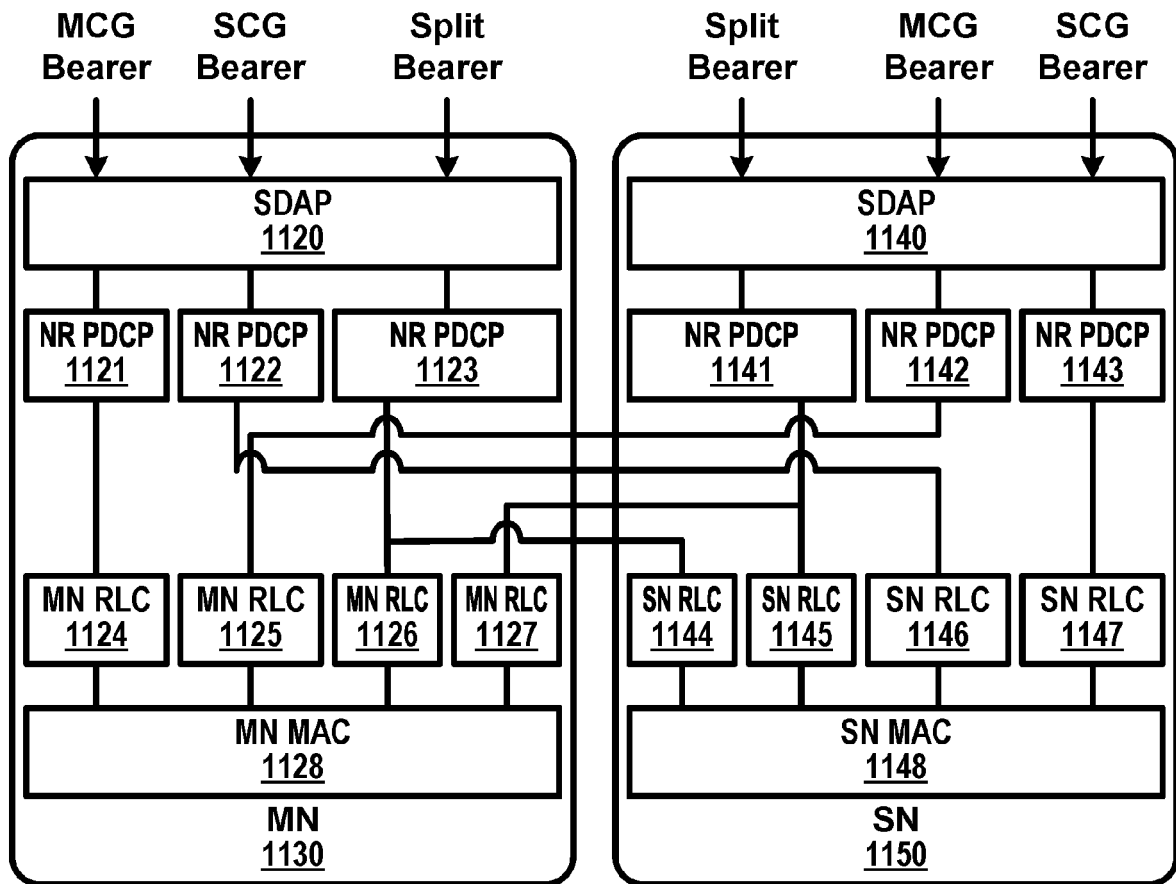 MCG Bearer
SCG Bearer
Split Bearer
Split Bearer
MCG Bearer
SCG Bearer
SDAP
1120
SDAP
1140
NR PDCP
1121
NR PDCP
1122
NR PDCP
1123
NR PDCP
1141
NR PDCP
1142
NR PDCP
1143
MN RLC
1124
MN RLC
1125
MN RLC
1126
MN RLC
1127
SN RLC
1144
SN RLC
1145
SN RLC
1146
SN RLC
1147
MN MAC
1128
SN MAC
1148
MN
1130
SN
1150